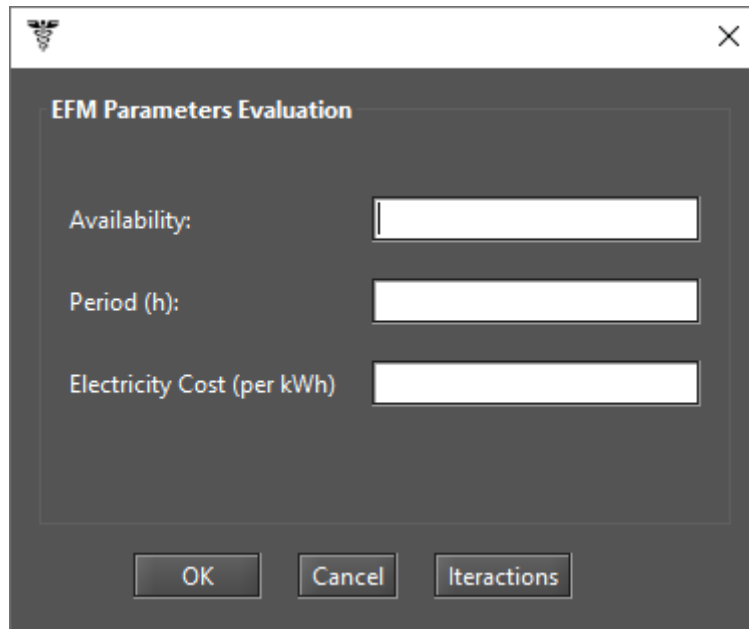 EFM Parameters Evaluation
Availability:
Period (h):
Electricity Cost (per kWh)
OK Cancel Iteractions